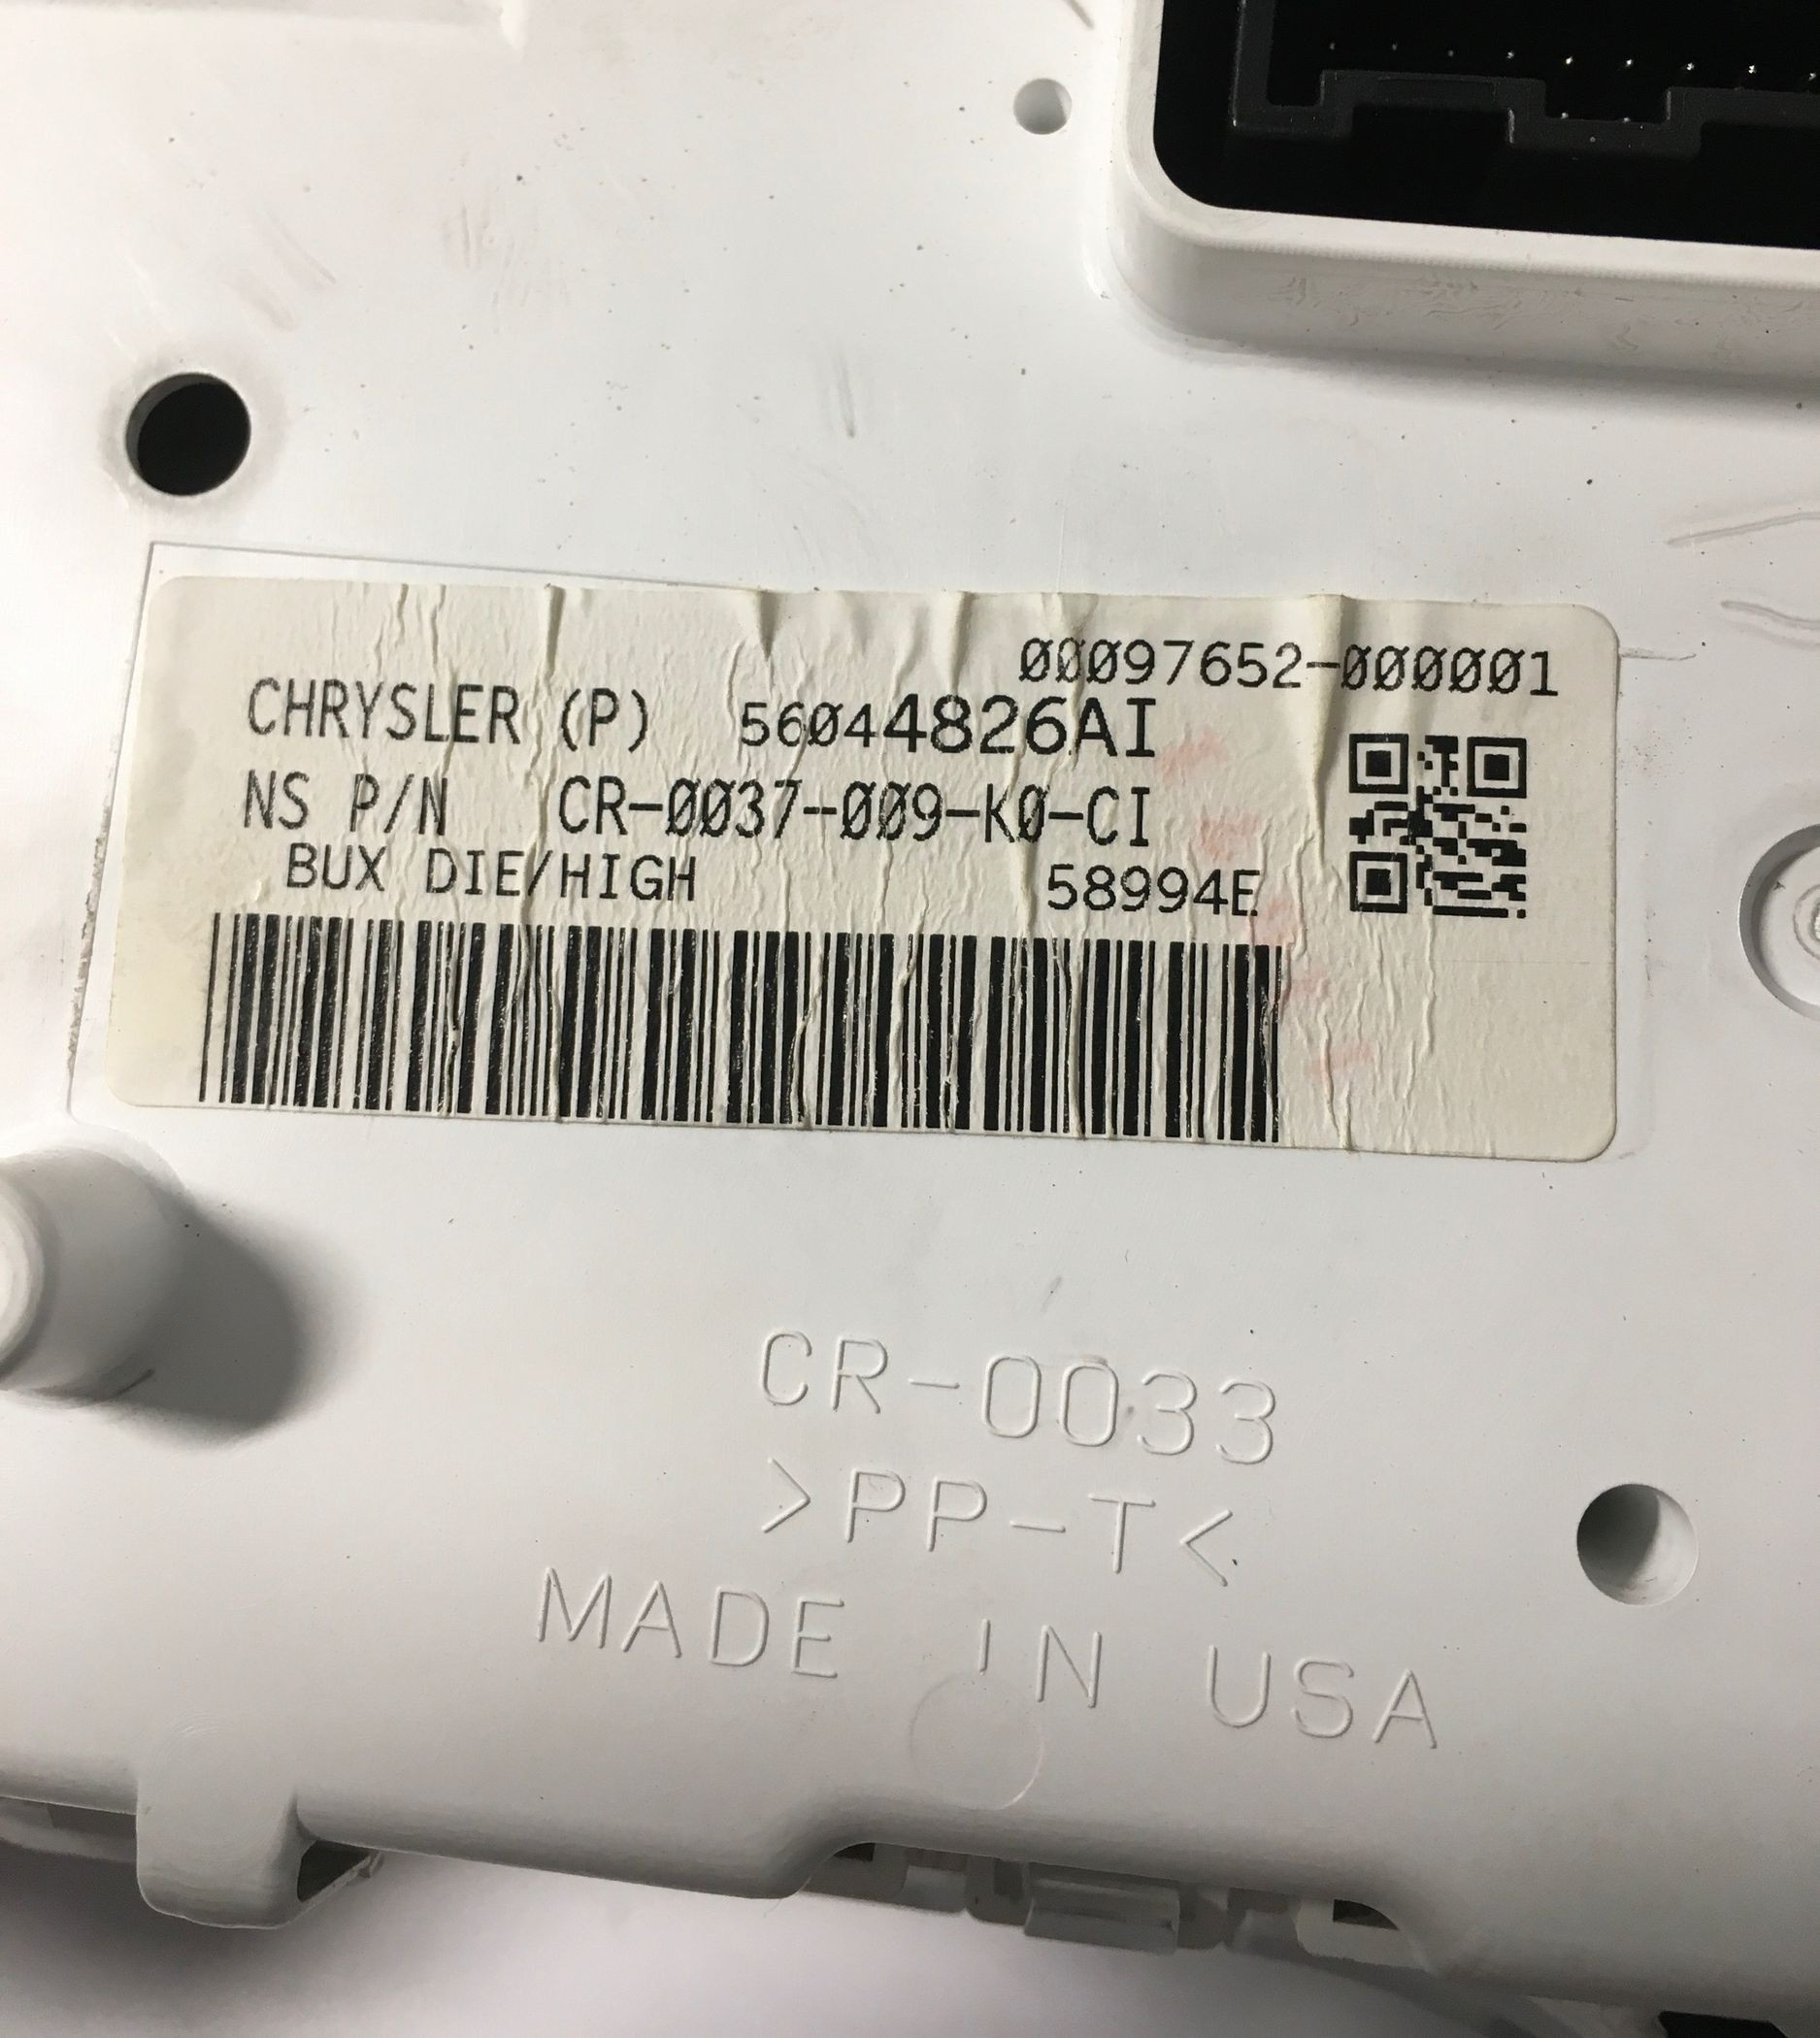 00097652-000001
CHRYSLER (P) 56044826AI
NS P/N CR-0037-009-K0-CI
BUX DIE/HIGH 58994E
CR-0033
>PP-T<
MADE IN USA